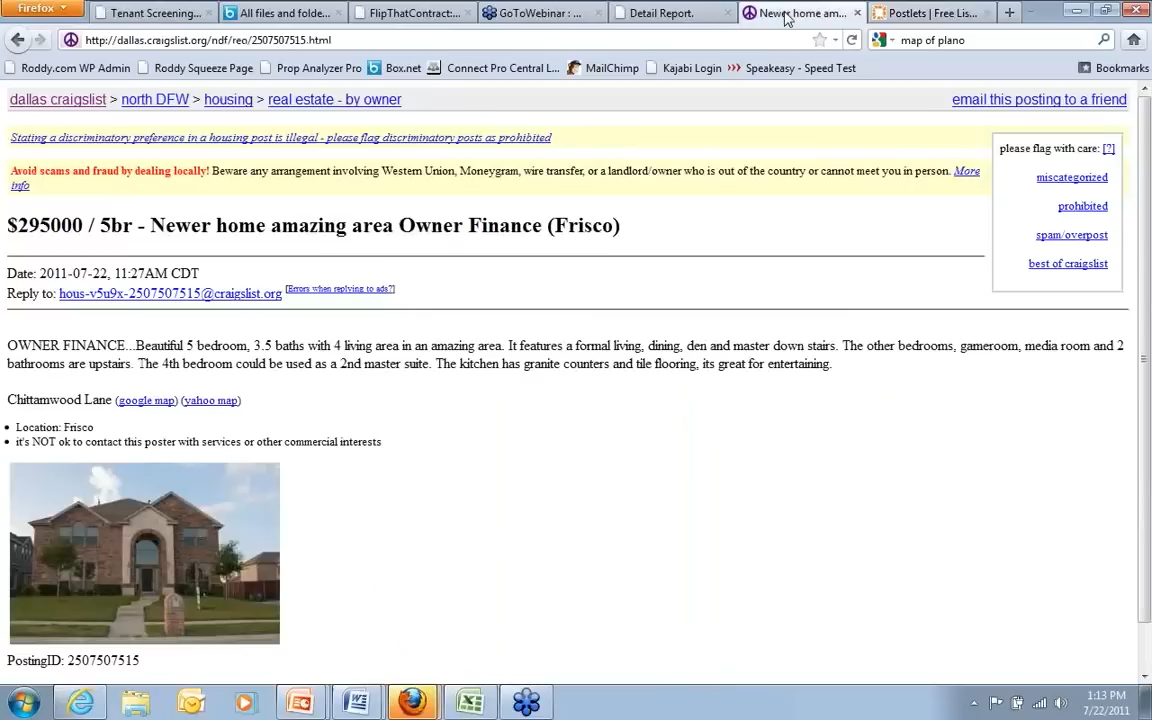 Firefox
Tenant Screening...
All files and folde...
FlipThatContract:...
GoToWebinar : ...
Detail Report.
Newer home am...
Postlets | Free Lis...
http://dallas.craigslist.org/ndf/reo/2507507515.html
map of plano
Roddy.com WP Admin
Roddy Squeeze Page
Prop Analyzer Pro
Box.net
Connect Pro Central L...
MailChimp
Kajabi Login
Speakeasy - Speed Test
Bookmarks
dallas craigslist > north DFW > housing > real estate - by owner
email this posting to a friend
Stating a discriminatory preference in a housing post is illegal - please flag discriminatory posts as prohibited
please flag with care: [?]
Avoid scams and fraud by dealing locally! Beware any arrangement involving Western Union, Moneygram, wire transfer, or a landlord/owner who is out of the country or cannot meet you in person. More
info
miscategorized
prohibited
spam/overpost
best of craigslist
$295000 / 5br - Newer home amazing area Owner Finance (Frisco)
Date: 2011-07-22, 11:27AM CDT
Reply to: hous-v5u9x-2507507515@craigslist.org [Errors when replying to ads?]
OWNER FINANCE...Beautiful 5 bedroom, 3.5 baths with 4 living area in an amazing area. It features a formal living, dining, den and master down stairs. The other bedrooms, gameroom, media room and 2
bathrooms are upstairs. The 4th bedroom could be used as a 2nd master suite. The kitchen has granite counters and tile flooring, its great for entertaining.
Chittamwood Lane (google map) (yahoo map)
Location: Frisco
it's NOT ok to contact this poster with services or other commercial interests
PostingID: 2507507515
1:13 PM
7/22/2011